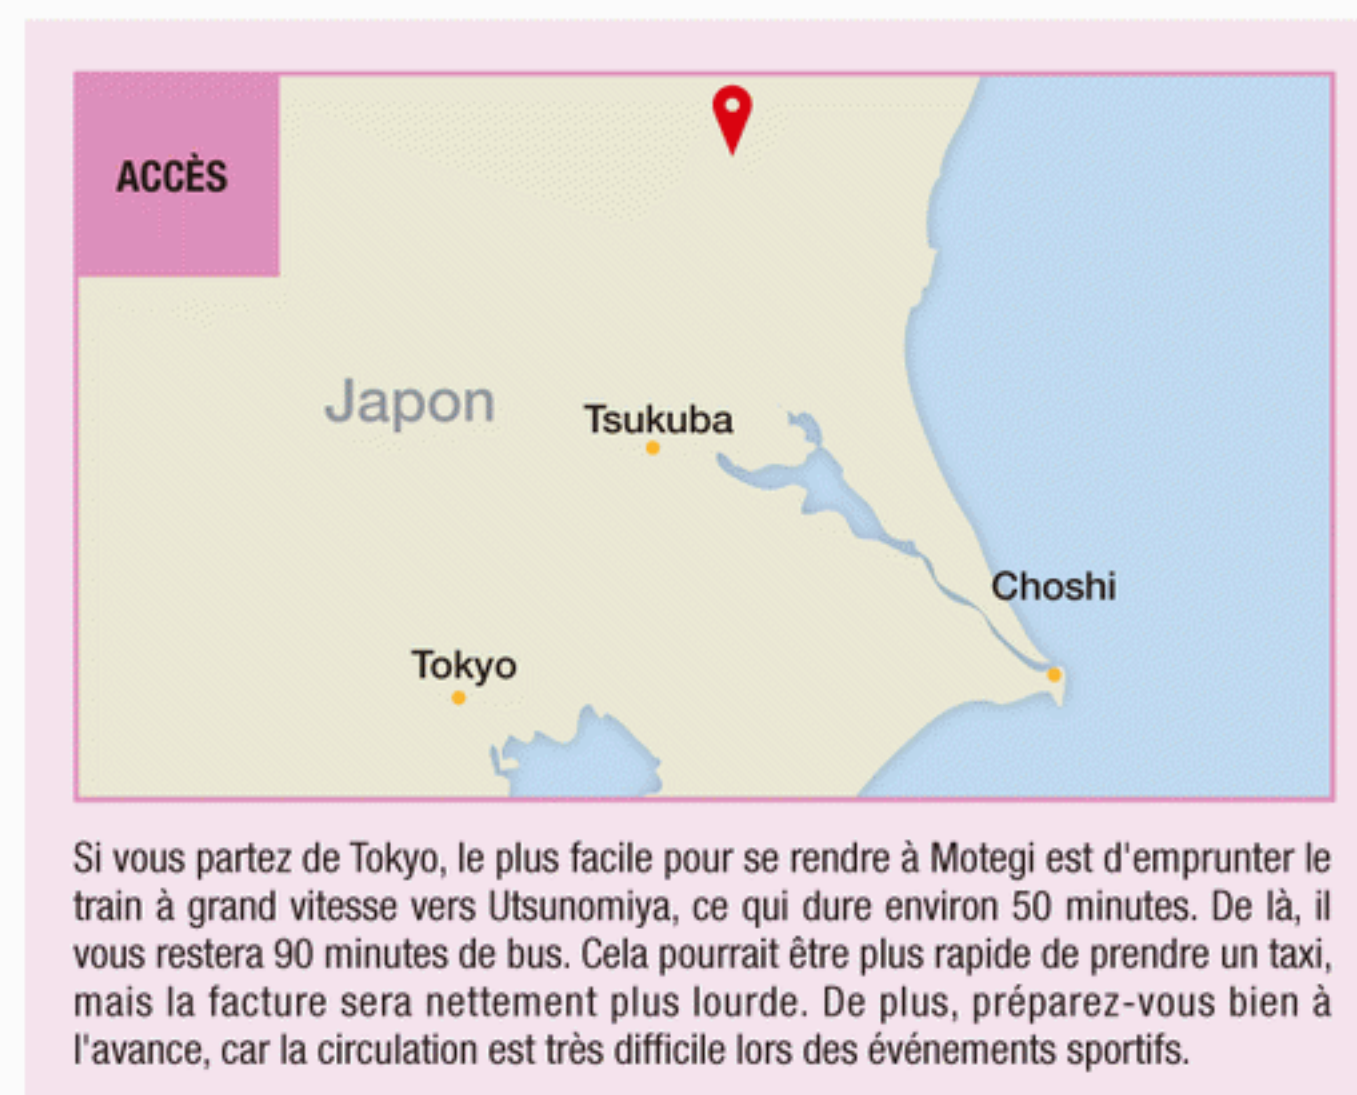 ACCÈS
Japon
Tsukuba
Choshi
Tokyo
Si vous partez de Tokyo, le plus facile pour se rendre à Motegi est d'emprunter le
train à grand vitesse vers Utsunomiya, ce qui dure environ 50 minutes. De là, il
vous restera 90 minutes de bus. Cela pourrait être plus rapide de prendre un taxi,
mais la facture sera nettement plus lourde. De plus, préparez-vous bien à
l'avance, car la circulation est très difficile lors des événements sportifs.